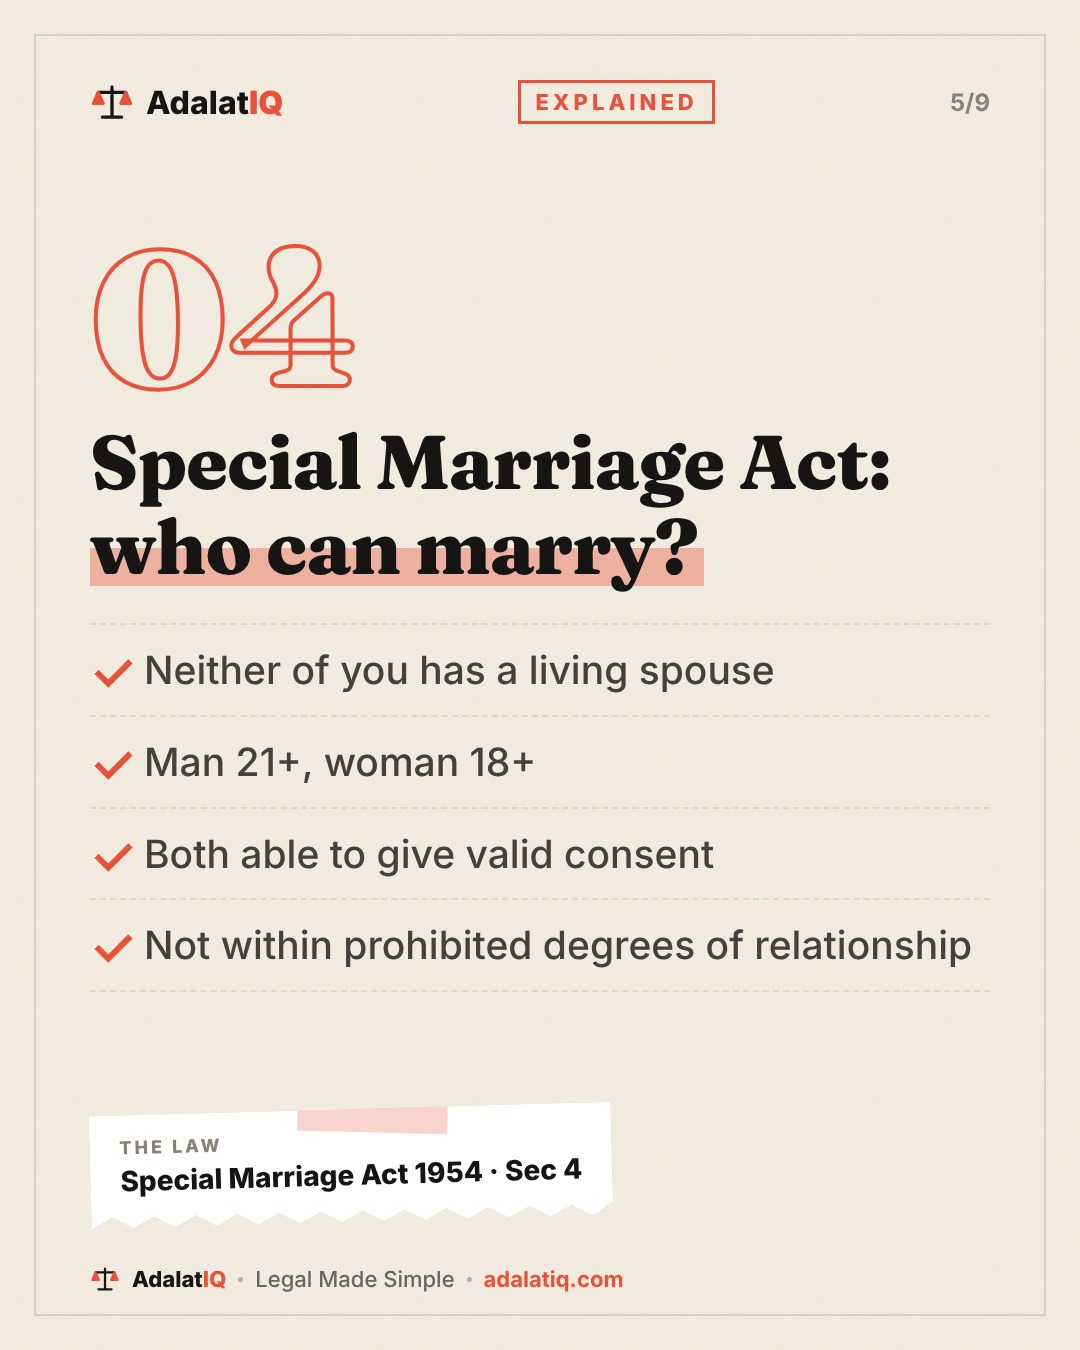 AdalatIQ
EXPLAINED
5/9
04
Special Marriage Act:
who can marry?
Neither of you has a living spouse
Man 21+, woman 18+
Both able to give valid consent
Not within prohibited degrees of relationship
THE LAW
Special Marriage Act 1954 · Sec 4
AdalatIQ • Legal Made Simple • adalatiq.com